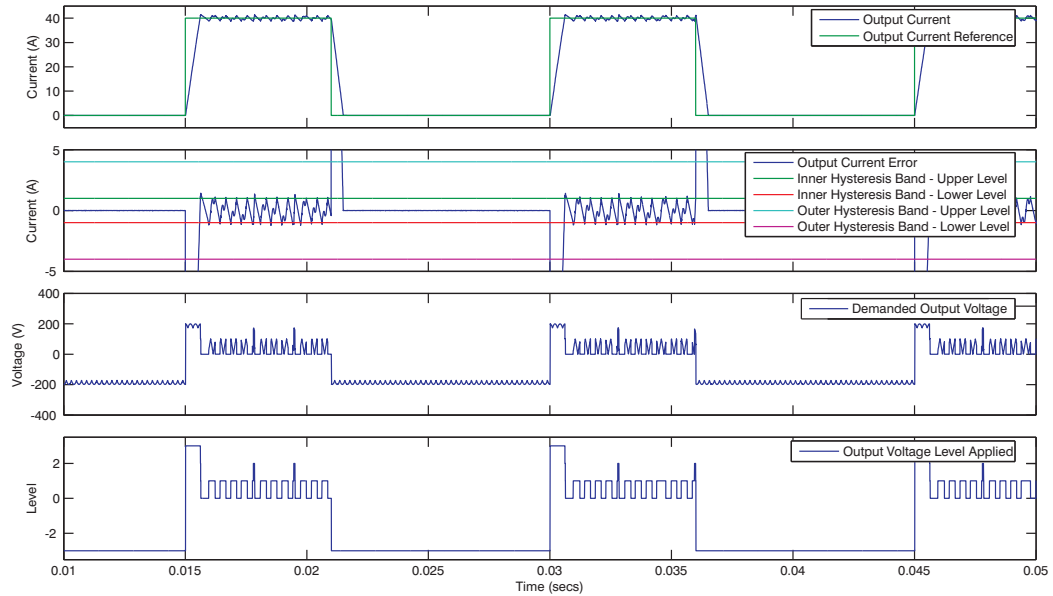 40
30
20
10
0
Current (A)
Output Current
Output Current Reference
5
0
-5
Current (A)
Output Current Error
Inner Hysteresis Band - Upper Level
Inner Hysteresis Band - Lower Level
Outer Hysteresis Band - Upper Level
Outer Hysteresis Band - Lower Level
400
200
0
-200
-400
Voltage (V)
Demanded Output Voltage
2
0
-2
Level
Output Voltage Level Applied
0.01 0.015 0.02 0.025 0.03 0.035 0.04 0.045 0.05
Time (secs)